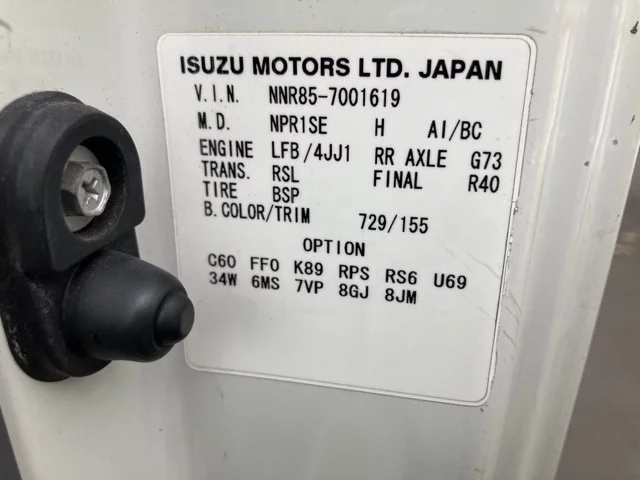 ISUZU MOTORS LTD. JAPAN
V.I.N. NNR85-7001619
M.D. NPR1SE H AI/BC
ENGINE LFB/4JJ1 RR AXLE G73
TRANS. RSL FINAL R40
TIRE BSP
B.COLOR/TRIM 729/155
OPTION
C60 FF0 K89 RPS RS6 U69
34W 6MS 7VP 8GJ 8JM